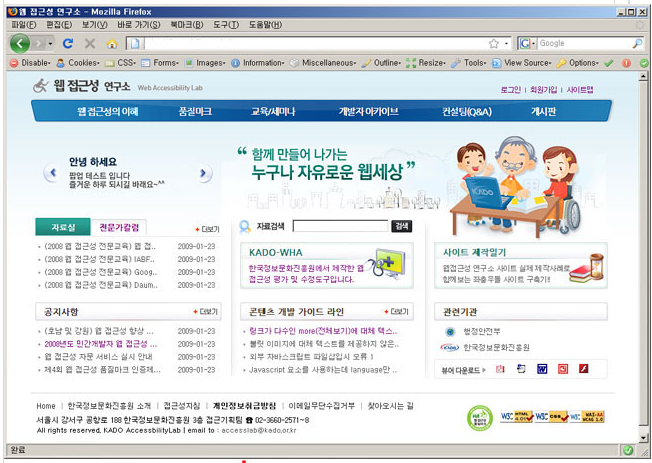 웹 접근성 연구소 - Mozilla Firefox
파일(F) 편집(E) 보기(V) 바로 가기(S) 북마크(B) 도구(T) 도움말(H)
Google
Disable Cookies CSS Forms Images Information Miscellaneous Outline Resize Tools View Source Options
웹 접근성 연구소 Web Accessibility Lab
로그인 | 회원가입 | 사이트맵
웹 접근성의 이해 품질마크 교육/세미나 개발자 아카이브 컨설팅(Q&A) 게시판
안녕 하세요
팝업 테스트 입니다
즐거운 하루 되시길 바래요~^^
“ 함께 만들어 나가는
누구나 자유로운 웹세상 ”
KADO
자료실 전문가칼럼 더보기
(2008 웹 접근성 전문교육) 웹 접.. 2009-01-23
(2008 웹 접근성 전문교육) IABF.. 2009-01-23
(2008 웹 접근성 전문교육) Goog.. 2009-01-23
(2008 웹 접근성 전문교육) Daum.. 2009-01-23
자료검색 검색
KADO-WHA
한국정보문화진흥원에서 제작한 웹
접근성 평가 및 수정도구입니다.
사이트 제작일기
웹접근성 연구소 사이트 실제 제작사례로
함께 보는 좌충우돌 사이트 구축기!!
공지사항 더보기
(호남 및 강원) 웹 접근성 향상 ... 2009-01-23
2008년도 민간개발자 웹 접근성 ... 2009-01-23
웹 접근성 자문 서비스 실시 안내 2009-01-23
제4회 웹 접근성 품질마크 인증제... 2009-01-23
콘텐츠 개발 가이드 라인 더보기
링크가 다수인 more(전체보기)에 대체 텍스..
불릿 이미지에 대체 텍스트를 제공하지 않은..
외부 자바스크립트 파일삽입시 오류 !
Javascript 요소를 사용하는데 language만 ..
관련기관
행정안전부
KADO 한국정보문화진흥원
뷰어 다운로드
Home | 한국정보문화진흥원 소개 | 접근성지침 | 개인정보취급방침 | 이메일무단수집거부 | 찾아오시는 길
서울시 강서구 공항로 188 한국정보문화진흥원 3층 접근기획팀 ☎ 02-3660-2571~8
All rights reserved, KADO AccessbilityLab | email to : accesslab@kado.or.kr
W3C HTML 4.01 W3C css W3C WAI-AA WCAG 1.0
완료